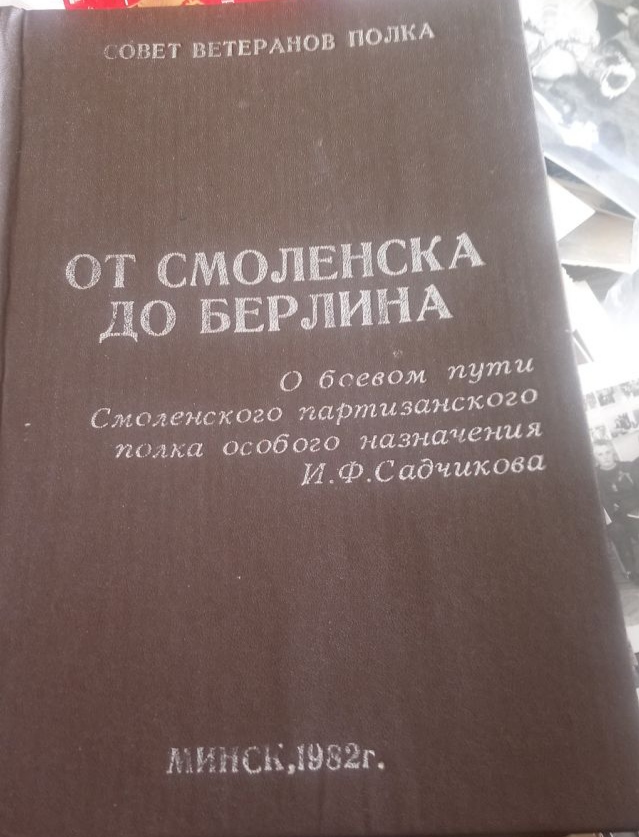 СОВЕТ ВЕТЕРАНОВ ПОЛКА
ОТ СМОЛЕНСКА
ДО БЕРЛИНА
О боевом пути
Смоленского партизанского
полка особого назначения
И.Ф.Садчикова
МИНСК,1982г.